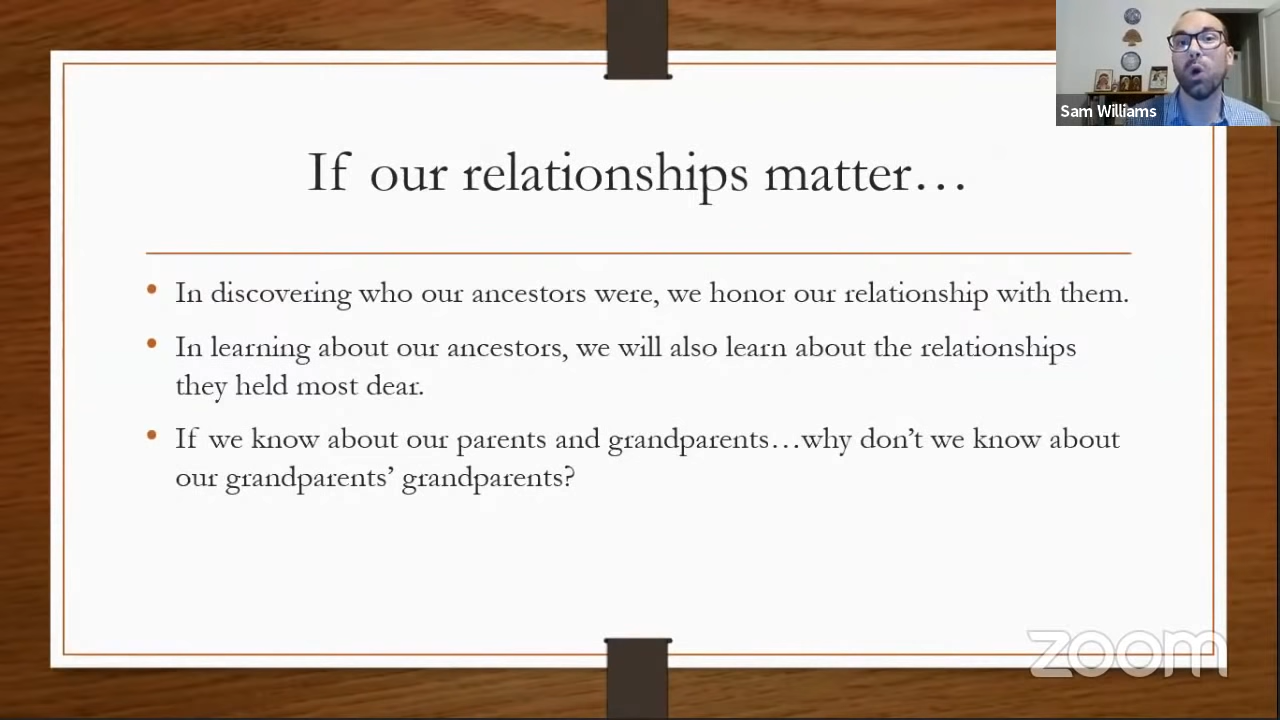 Sam Williams
If our relationships matter…
• In discovering who our ancestors were, we honor our relationship with them.
• In learning about our ancestors, we will also learn about the relationships
they held most dear.
• If we know about our parents and grandparents…why don’t we know about
our grandparents’ grandparents?
zoom